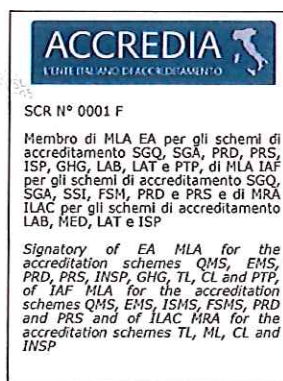 ACCREDIA
L'ENTE ITALIANO DI ACCREDITAMENTO
SCR N° 0001 F
Membro di MLA EA per gli schemi di
accreditamento SGQ, SGA, PRD, PRS,
ISP, GHG, LAB, LAT e PTP, di MLA IAF
per gli schemi di accreditamento SGQ,
SGA, SSI, FSM, PRD e PRS e di MRA
ILAC per gli schemi di accreditamento
LAB, MED, LAT e ISP
Signatory of EA MLA for the
accreditation schemes QMS, EMS,
PRD, PRS, INSP, GHG, TL, CL and PTP,
of IAF MLA for the accreditation
schemes QMS, EMS, ISMS, FSMS, PRD
and PRS and of ILAC MRA for the
accreditation schemes TL, ML, CL and
INSP